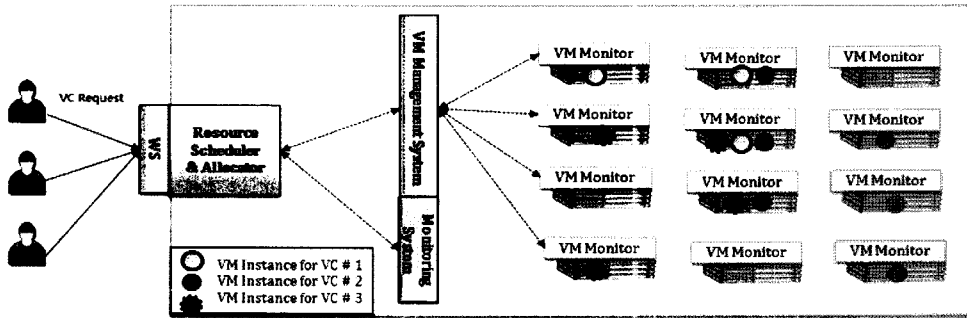 VC Request
WS
Resource
Scheduler
& Allocator
VM Management System
Monitoring
System
VM Monitor
VM Monitor
VM Monitor
VM Monitor
VM Monitor
VM Monitor
VM Monitor
VM Monitor
VM Monitor
VM Monitor
VM Monitor
VM Monitor
VM Instance for VC # 1
VM Instance for VC # 2
VM Instance for VC # 3